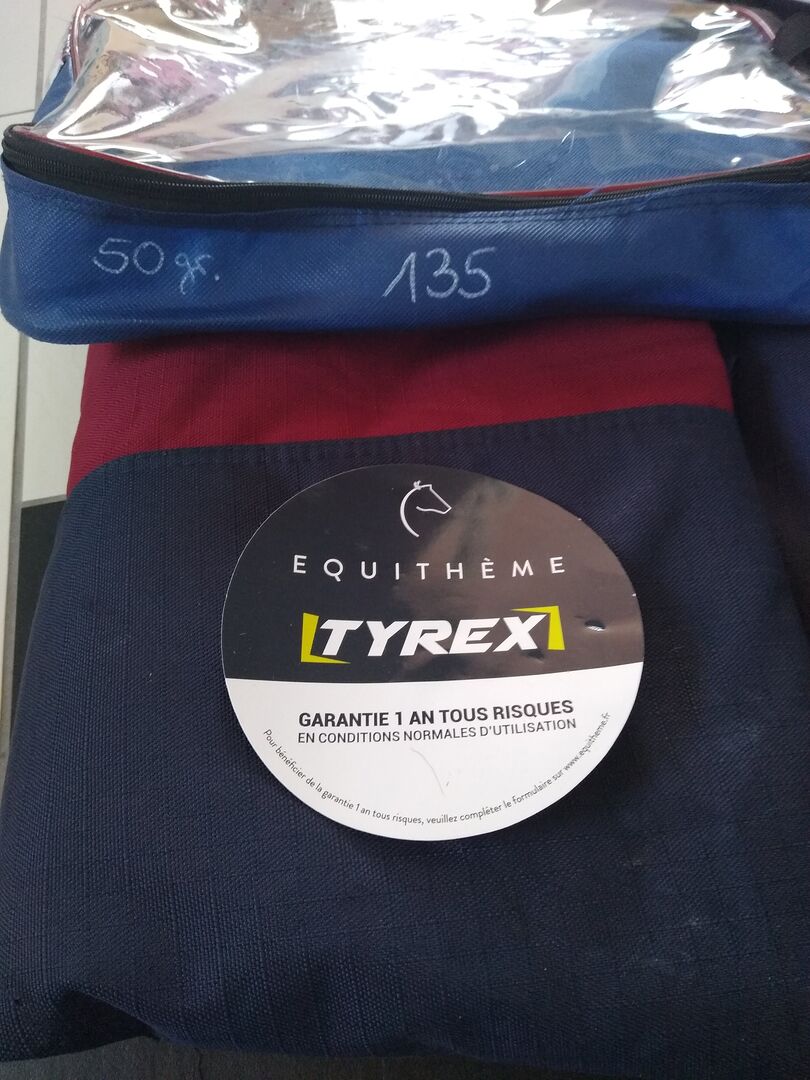 50 gr.
135
EQUITHÈME
TYREX
GARANTIE 1 AN TOUS RISQUES
EN CONDITIONS NORMALES D'UTILISATION
Pour bénéficier de la garantie 1 an tous risques, veuillez compléter le formulaire sur www.equitheme.fr